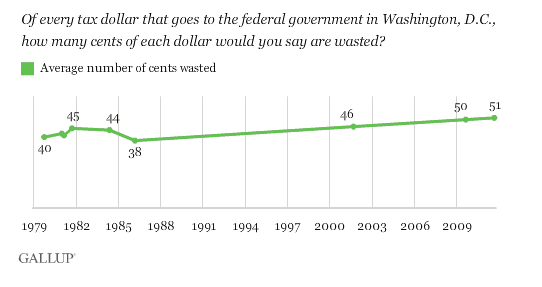 Of every tax dollar that goes to the federal government in Washington, D.C.,
how many cents of each dollar would you say are wasted?
Average number of cents wasted
40
45
44
38
46
50
51
1979 1982 1985 1988 1991 1994 1997 2000 2003 2006 2009
GALLUP